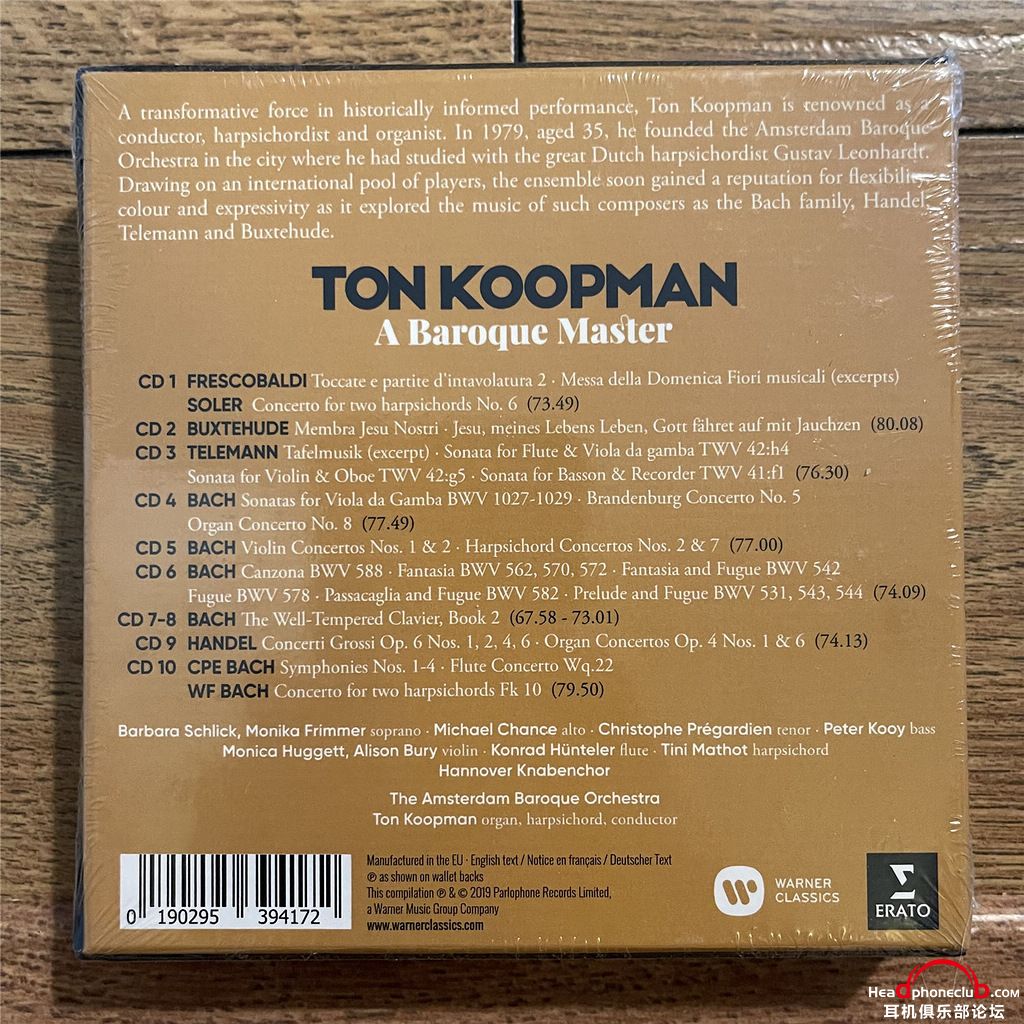 A transformative force in historically informed performance, Ton Koopman is renowned as a
conductor, harpsichordist and organist. In 1979, aged 35, he founded the Amsterdam Baroque
Orchestra in the city where he had studied with the great Dutch harpsichordist Gustav Leonhardt.
Drawing on an international pool of players, the ensemble soon gained a reputation for flexibility,
colour and expressivity as it explored the music of such composers as the Bach family, Handel,
Telemann and Buxtehude.
TON KOOPMAN
A Baroque Master
CD 1 FRESCOBALDI Toccate e partite d'intavolatura 2 · Messa della Domenica Fiori musicali (excerpts)
SOLER Concerto for two harpsichords No. 6 (73.49)
CD 2 BUXTEHUDE Membra Jesu Nostri · Jesu, meines Lebens Leben, Gott fähret auf mit Jauchzen (80.08)
CD 3 TELEMANN Tafelmusik (excerpt) · Sonata for Flute & Viola da gamba TWV 42:h4
Sonata for Violin & Oboe TWV 42:g5 · Sonata for Basson & Recorder TWV 41:f1 (76.30)
CD 4 BACH Sonatas for Viola da Gamba BWV 1027-1029 · Brandenburg Concerto No. 5
Organ Concerto No. 8 (77.49)
CD 5 BACH Violin Concertos Nos. 1 & 2 · Harpsichord Concertos Nos. 2 & 7 (77.00)
CD 6 BACH Canzona BWV 588 · Fantasia BWV 562, 570, 572 · Fantasia and Fugue BWV 542
Fugue BWV 578 · Passacaglia and Fugue BWV 582 · Prelude and Fugue BWV 531, 543, 544 (74.09)
CD 7-8 BACH The Well-Tempered Clavier, Book 2 (67.58 - 73.01)
CD 9 HANDEL Concerti Grossi Op. 6 Nos. 1, 2, 4, 6 · Organ Concertos Op. 4 Nos. 1 & 6 (74.13)
CD 10 CPE BACH Symphonies Nos. 1-4 · Flute Concerto Wq.22
WF BACH Concerto for two harpsichords Fk 10 (79.50)
Barbara Schlick, Monika Frimmer soprano · Michael Chance alto · Christophe Prégardien tenor · Peter Kooy bass
Monica Huggett, Alison Bury violin · Konrad Hünteler flute · Tini Mathot harpsichord
Hannover Knabenchor
The Amsterdam Baroque Orchestra
Ton Koopman organ, harpsichord, conductor
0 190295 394172
Manufactured in the EU · English text / Notice en français / Deutscher Text
℗ as shown on wallet backs
This compilation ℗ & © 2019 Parlophone Records Limited,
a Warner Music Group Company
www.warnerclassics.com
WARNER
CLASSICS
ERATO
Headphoneclub.com
耳机俱乐部论坛